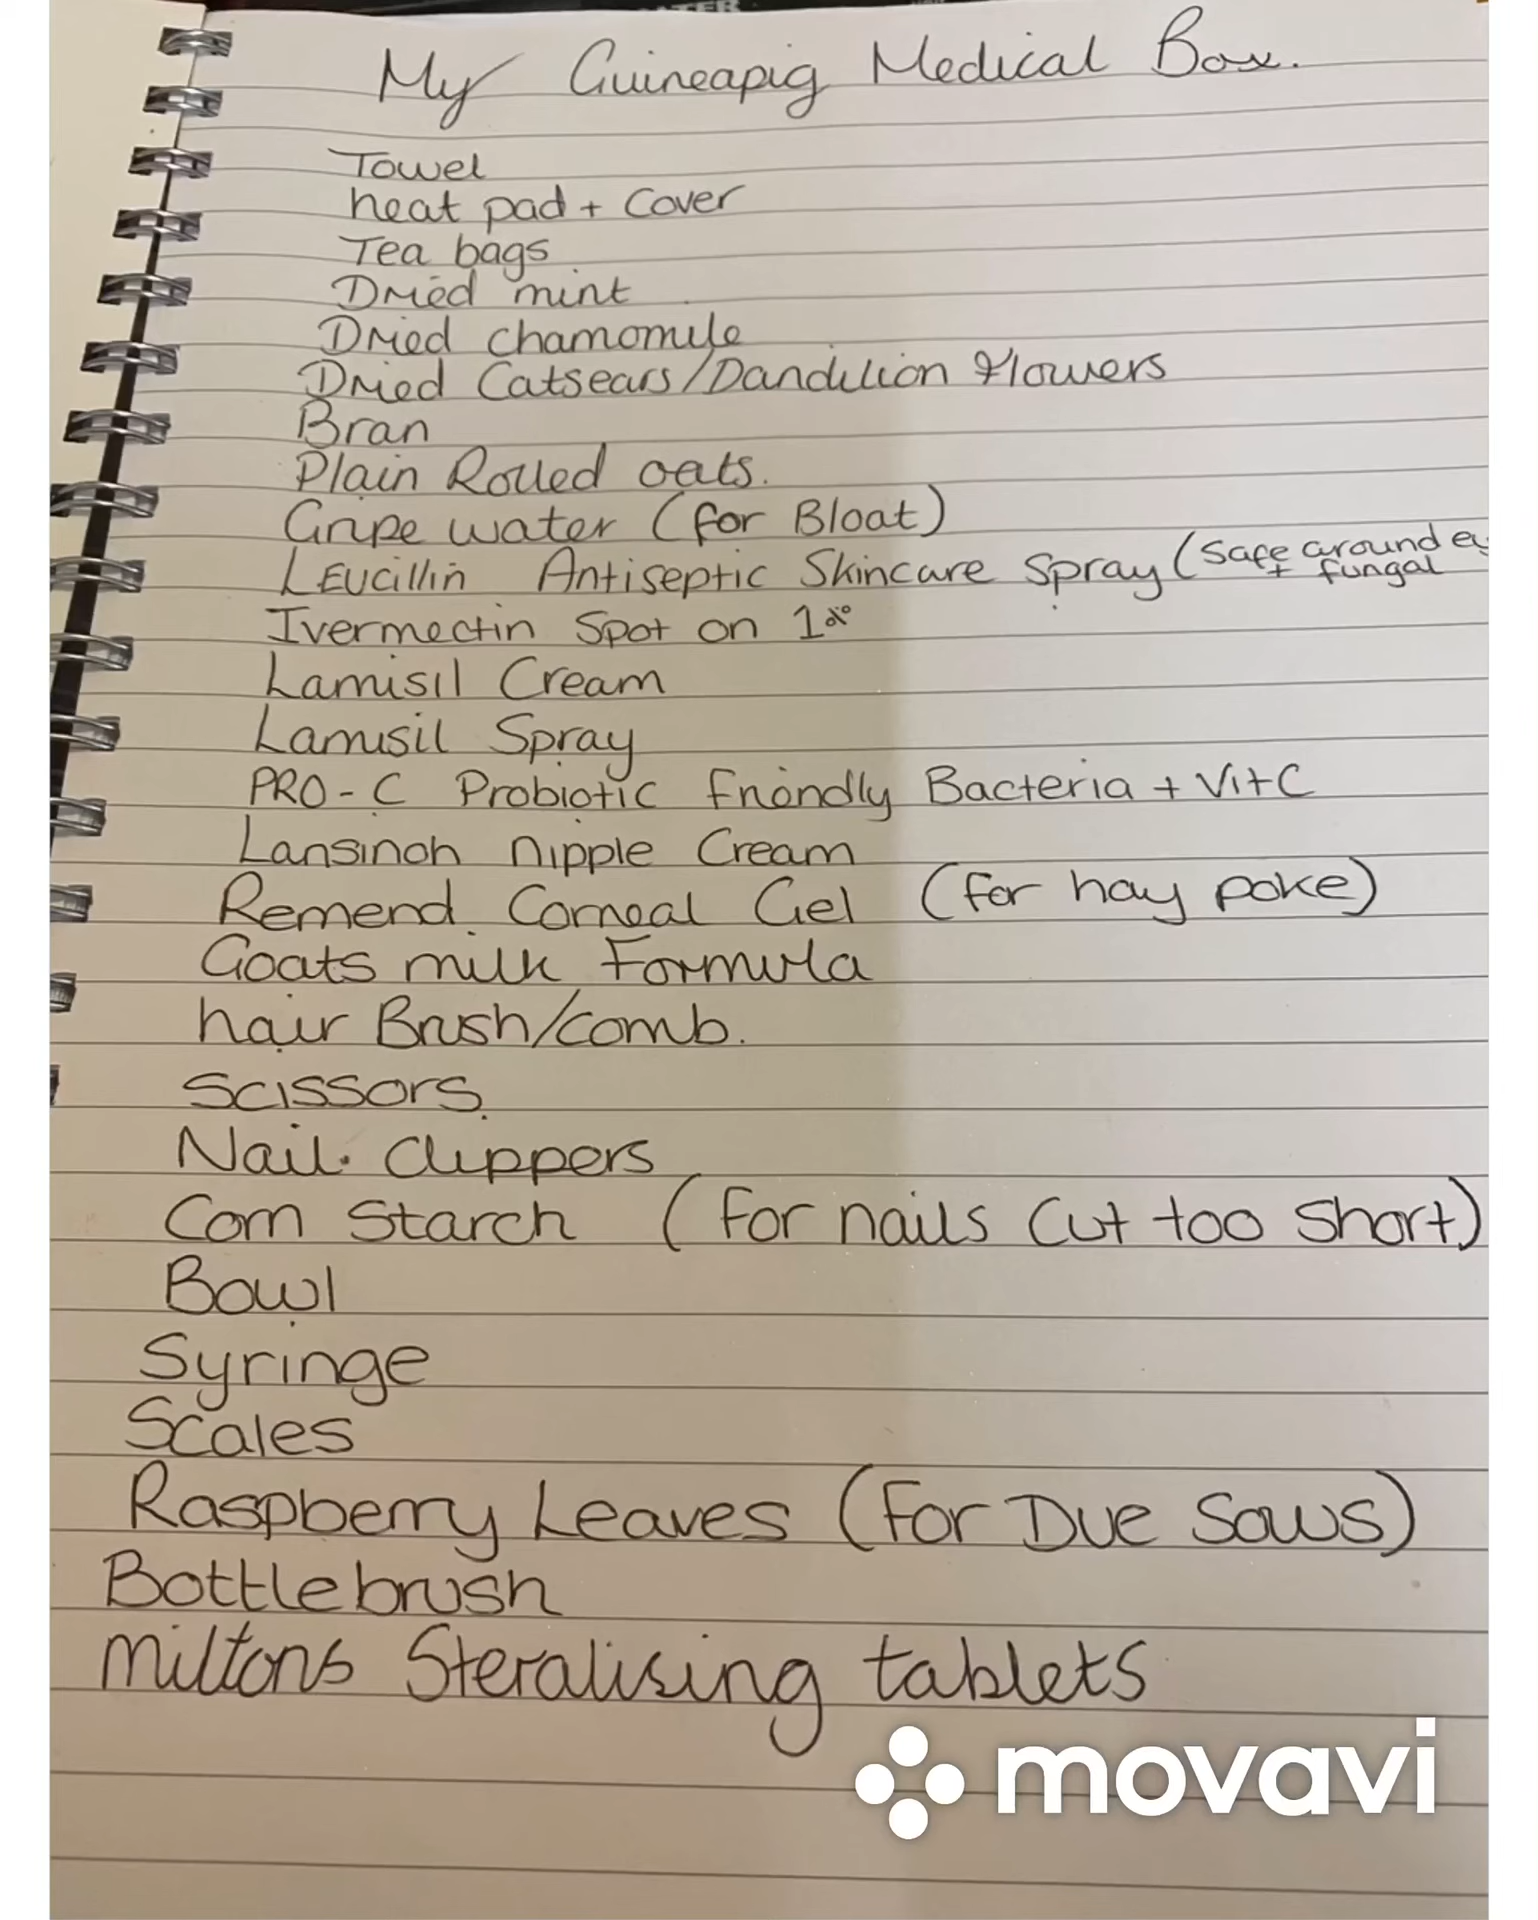 My Guineapig Medical Box.
Towel
heat pad + Cover
Tea bags
Dried mint
Dried chamomile
Dried Catsears/Dandilion Flowers
Bran
Plain Rolled oats.
Gripe water (for Bloat)
LEucillin Antiseptic Skincare Spray (Safe around ey
+ fungal
Ivermectin Spot on 1%
Lamisil Cream
Lamisil Spray
PRO-C Probiotic Friendly Bacteria + Vit C
Lansinoh nipple Cream
Remend Corneal Gel (for hay poke)
Goats milk Formula
hair Brush/comb.
Scissors
Nail Clippers
Corn Starch (for nails Cut too Short)
Bowl
Syringe
Scales
Raspberry Leaves (For Due Sows)
Bottlebrush
miltons Steralising tablets
movavi